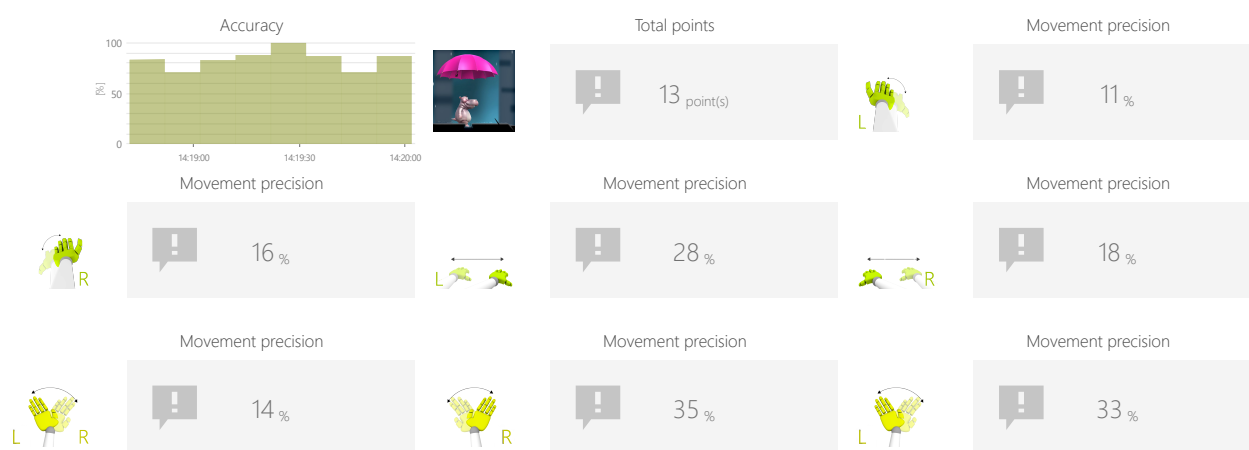 Accuracy
100
50
0
[%]
14:19:00
14:19:30
14:20:00
Total points
13 point(s)
Movement precision
L
11 %
Movement precision
R
16 %
Movement precision
L
28 %
Movement precision
R
18 %
Movement precision
L R
14 %
Movement precision
R
35 %
Movement precision
L
33 %